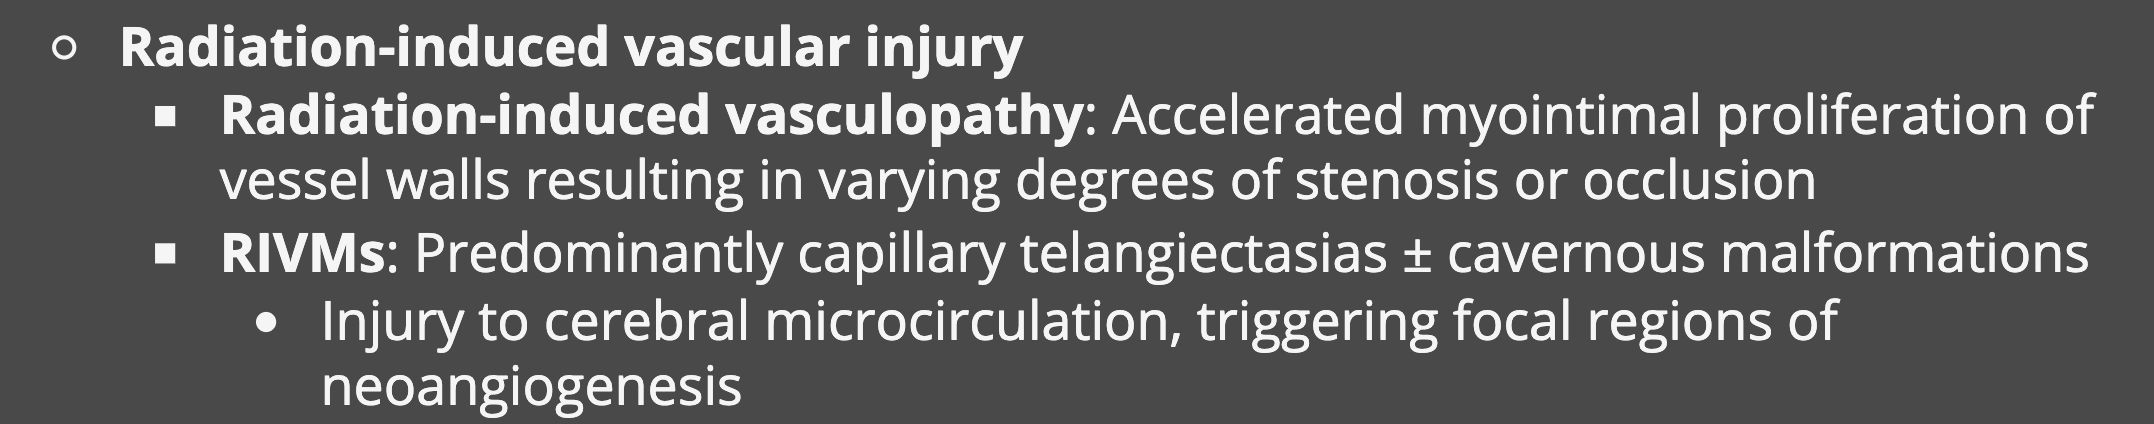 Radiation-induced vascular injury
Radiation-induced vasculopathy: Accelerated myointimal proliferation of
vessel walls resulting in varying degrees of stenosis or occlusion
RIVMs: Predominantly capillary telangiectasias ± cavernous malformations
Injury to cerebral microcirculation, triggering focal regions of
neoangiogenesis